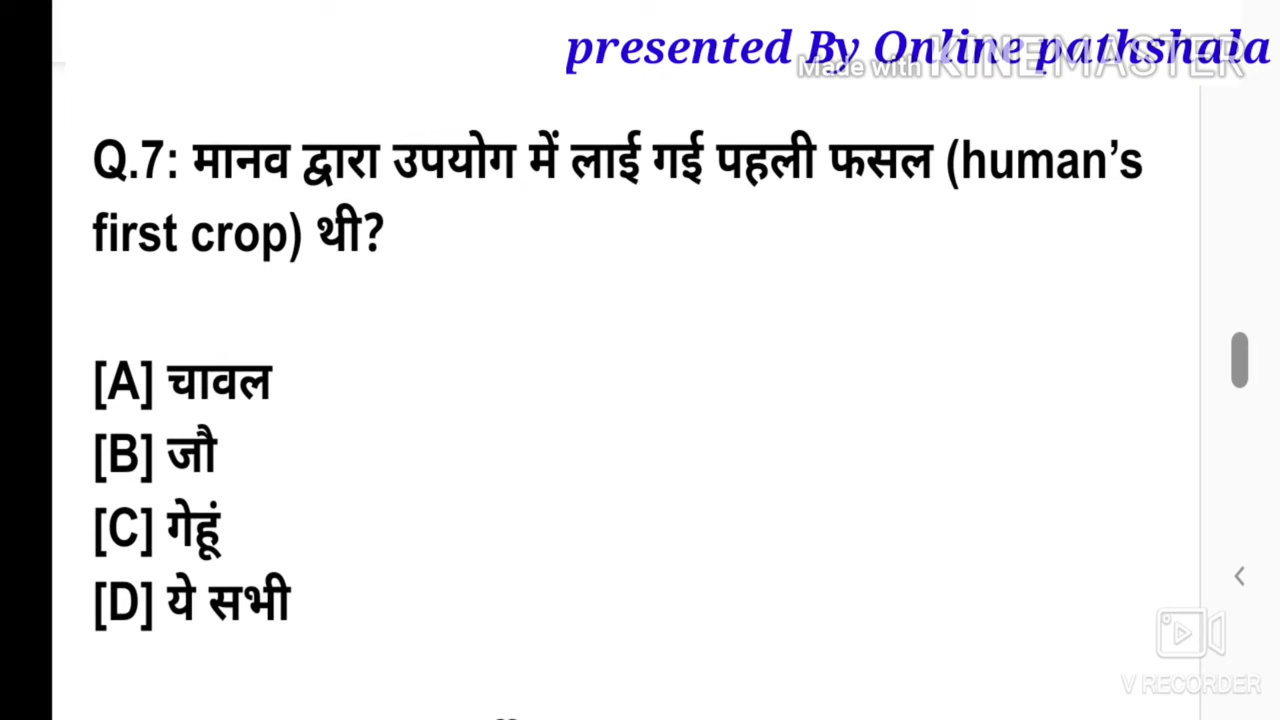 presented By Online pathshala
Made with KINEMASTER
Q.7: मानव द्वारा उपयोग में लाई गई पहली फसल (human’s
first crop) थी?
[A] चावल
[B] जौ
[C] गेहूं
[D] ये सभी
V RECORDER